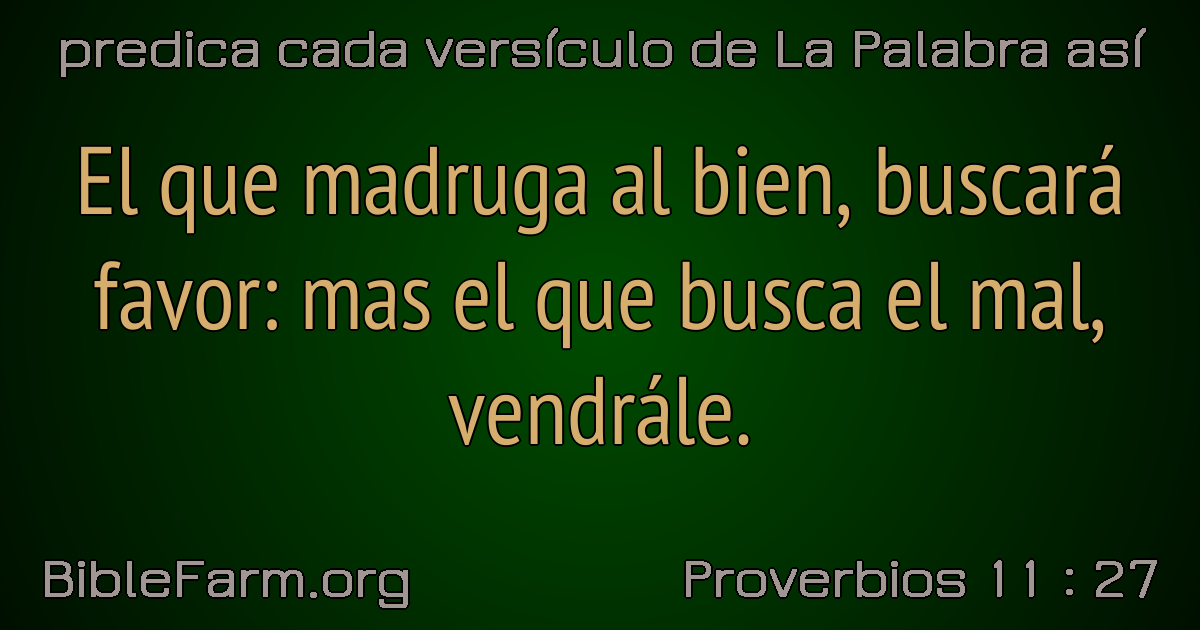 predica cada versículo de La Palabra así
El que madruga al bien, buscará
favor: mas el que busca el mal,
vendrále.
BibleFarm.org
Proverbios 11 : 27